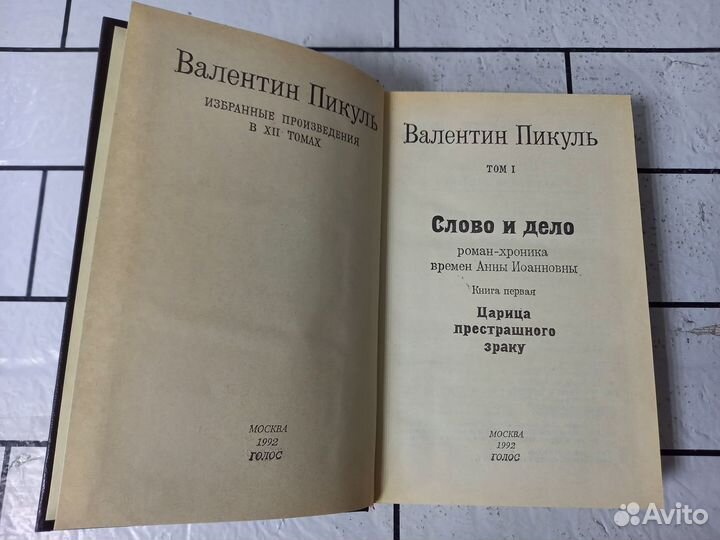 Валентин Пикуль
ИЗБРАННЫЕ ПРОИЗВЕДЕНИЯ
В XII ТОМАХ
МОСКВА
1992
ГОЛОС
Валентин Пикуль
ТОМ I
Слово и дело
роман-хроника
времен Анны Иоанновны
Книга первая
Царица
престрашного
зраку
МОСКВА
1992
ГОЛОС
Avito